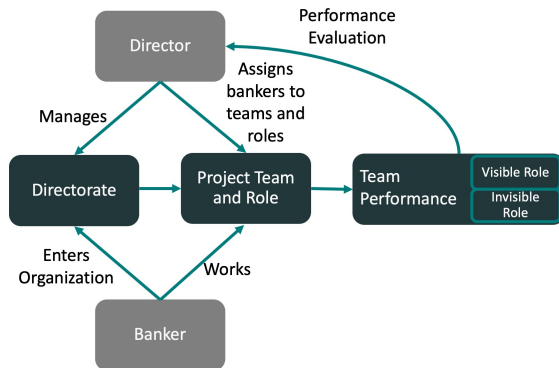 Performance
Evaluation
Director
Assigns
bankers to
teams and
roles
Manages
Directorate
Project Team
and Role
Team
Performance
Visible Role
Invisible
Role
Enters
Organization
Works
Banker